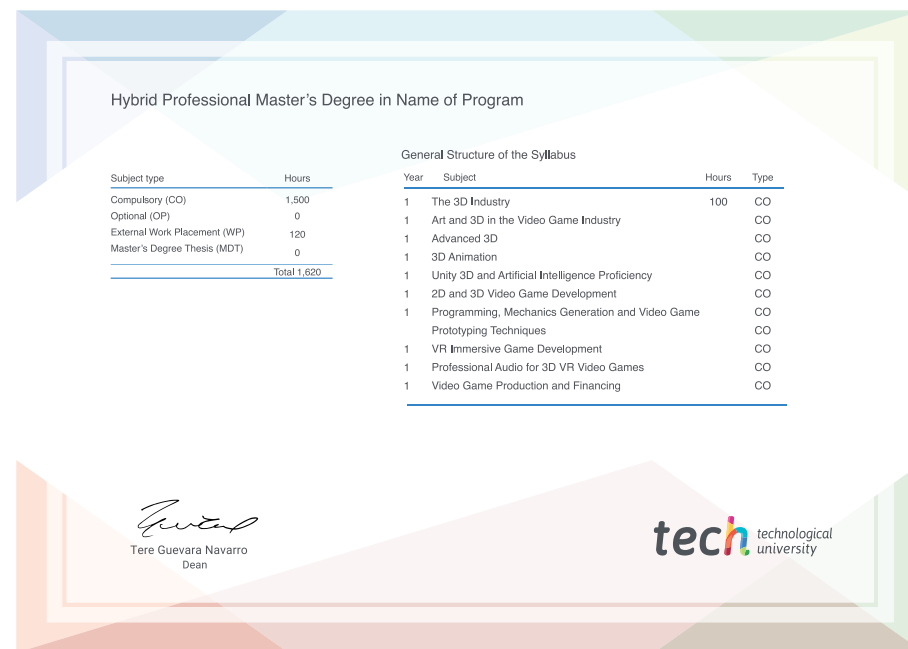 Hybrid Professional Master's Degree in Name of Program
Subject type Hours
Compulsory (CO) 1,500
Optional (OP) 0
External Work Placement (WP) 120
Master's Degree Thesis (MDT) 0
Total 1,620
General Structure of the Syllabus
Year Subject Hours Type
1 The 3D Industry 100 CO
1 Art and 3D in the Video Game Industry CO
1 Advanced 3D CO
1 3D Animation CO
1 Unity 3D and Artificial Intelligence Proficiency CO
1 2D and 3D Video Game Development CO
1 Programming, Mechanics Generation and Video Game CO
Prototyping Techniques CO
1 VR Immersive Game Development CO
1 Professional Audio for 3D VR Video Games CO
1 Video Game Production and Financing CO
Tere Guevara Navarro
Dean
tech technological
university